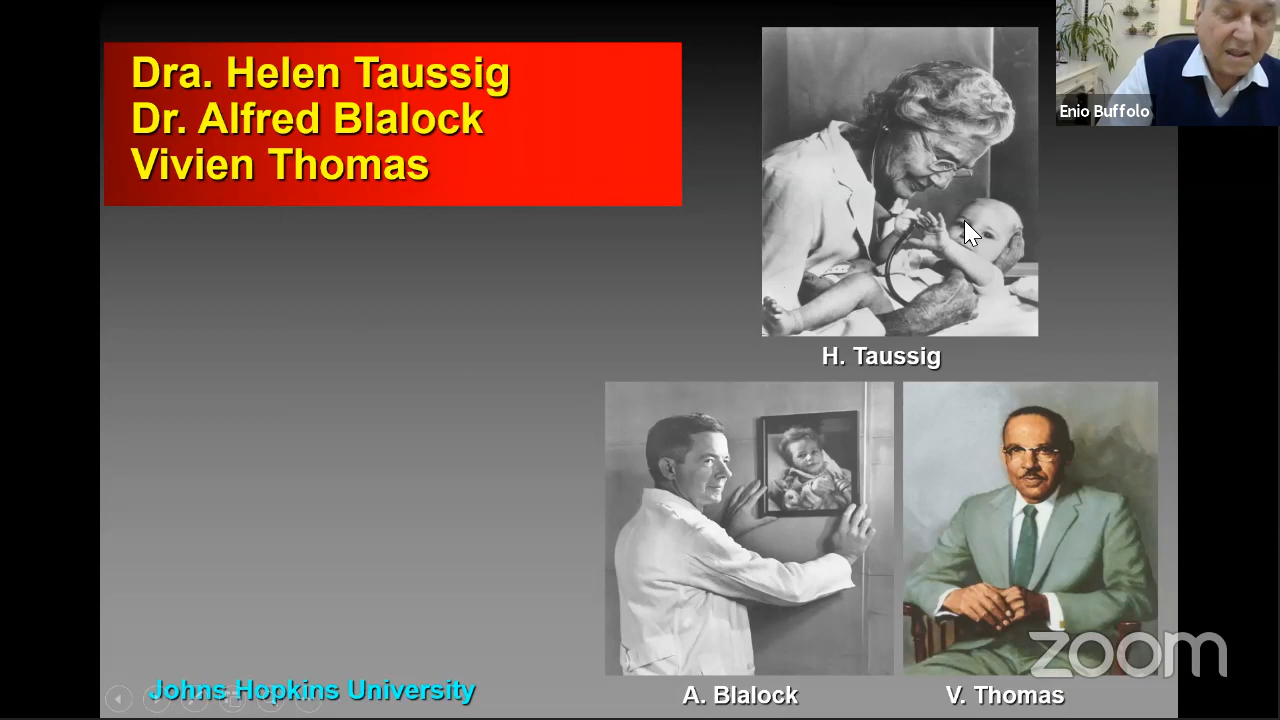 Dra. Helen Taussig
Dr. Alfred Blalock
Vivien Thomas
Enio Buffolo
H. Taussig
A. Blalock
V. Thomas
zoom
Johns Hopkins University